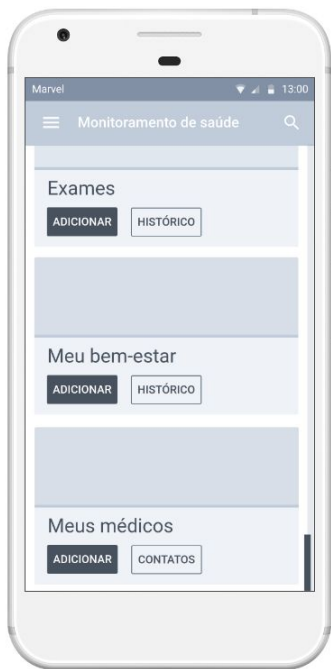 Marvel 13:00
Monitoramento de saúde
Exames
ADICIONAR HISTÓRICO
Meu bem-estar
ADICIONAR HISTÓRICO
Meus médicos
ADICIONAR CONTATOS